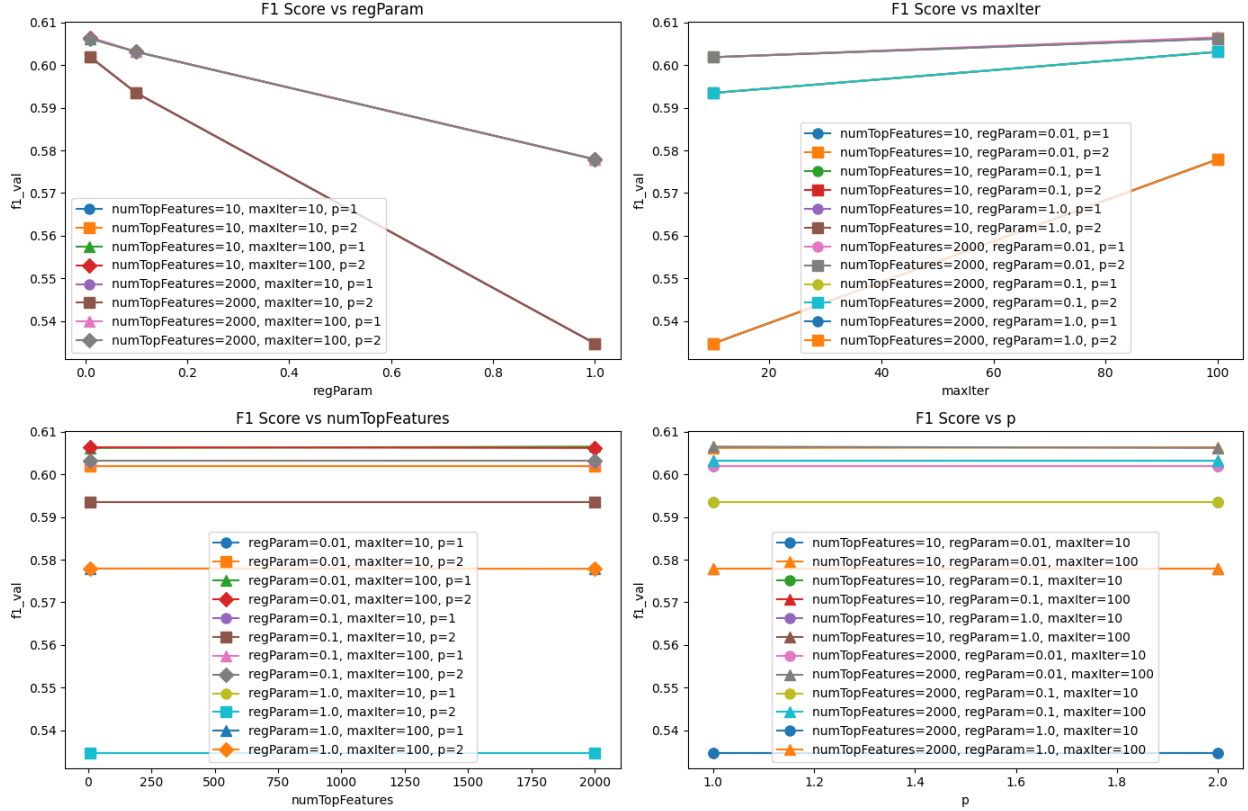 F1 Score vs regParam
0.61
0.60
0.59
0.58
0.57
0.56
0.55
0.54
f1_val
numTopFeatures=10, maxIter=10, p=1
numTopFeatures=10, maxIter=10, p=2
numTopFeatures=10, maxIter=100, p=1
numTopFeatures=10, maxIter=100, p=2
numTopFeatures=2000, maxIter=10, p=1
numTopFeatures=2000, maxIter=10, p=2
numTopFeatures=2000, maxIter=100, p=1
numTopFeatures=2000, maxIter=100, p=2
0.0 0.2 0.4 0.6 0.8 1.0
regParam
F1 Score vs maxIter
0.61
0.60
0.59
0.58
0.57
0.56
0.55
0.54
f1_val
numTopFeatures=10, regParam=0.01, p=1
numTopFeatures=10, regParam=0.01, p=2
numTopFeatures=10, regParam=0.1, p=1
numTopFeatures=10, regParam=0.1, p=2
numTopFeatures=10, regParam=1.0, p=1
numTopFeatures=10, regParam=1.0, p=2
numTopFeatures=2000, regParam=0.01, p=1
numTopFeatures=2000, regParam=0.01, p=2
numTopFeatures=2000, regParam=0.1, p=1
numTopFeatures=2000, regParam=0.1, p=2
numTopFeatures=2000, regParam=1.0, p=1
numTopFeatures=2000, regParam=1.0, p=2
20 40 60 80 100
maxIter
F1 Score vs numTopFeatures
0.61
0.60
0.59
0.58
0.57
0.56
0.55
0.54
f1_val
regParam=0.01, maxIter=10, p=1
regParam=0.01, maxIter=10, p=2
regParam=0.01, maxIter=100, p=1
regParam=0.01, maxIter=100, p=2
regParam=0.1, maxIter=10, p=1
regParam=0.1, maxIter=10, p=2
regParam=0.1, maxIter=100, p=1
regParam=0.1, maxIter=100, p=2
regParam=1.0, maxIter=10, p=1
regParam=1.0, maxIter=10, p=2
regParam=1.0, maxIter=100, p=1
regParam=1.0, maxIter=100, p=2
0 250 500 750 1000 1250 1500 1750 2000
numTopFeatures
F1 Score vs p
0.61
0.60
0.59
0.58
0.57
0.56
0.55
0.54
f1_val
numTopFeatures=10, regParam=0.01, maxIter=10
numTopFeatures=10, regParam=0.01, maxIter=100
numTopFeatures=10, regParam=0.1, maxIter=10
numTopFeatures=10, regParam=0.1, maxIter=100
numTopFeatures=10, regParam=1.0, maxIter=10
numTopFeatures=10, regParam=1.0, maxIter=100
numTopFeatures=2000, regParam=0.01, maxIter=10
numTopFeatures=2000, regParam=0.01, maxIter=100
numTopFeatures=2000, regParam=0.1, maxIter=10
numTopFeatures=2000, regParam=0.1, maxIter=100
numTopFeatures=2000, regParam=1.0, maxIter=10
numTopFeatures=2000, regParam=1.0, maxIter=100
1.0 1.2 1.4 1.6 1.8 2.0
p